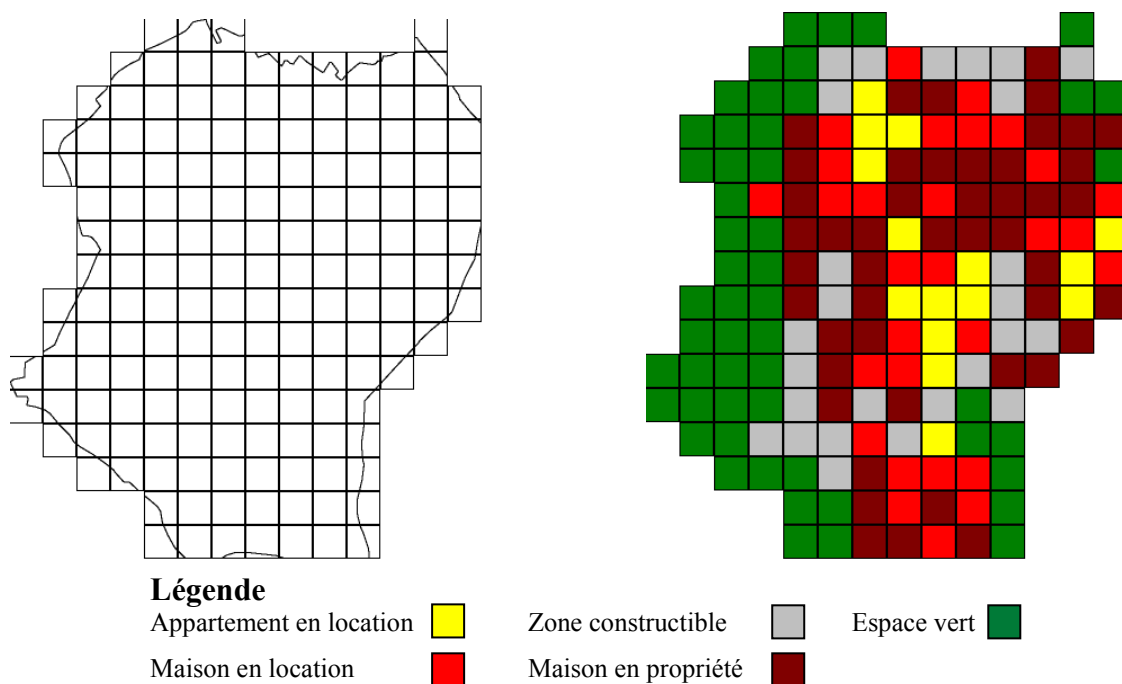 Légende
Appartement en location Zone constructible Espace vert
Maison en location Maison en propriété